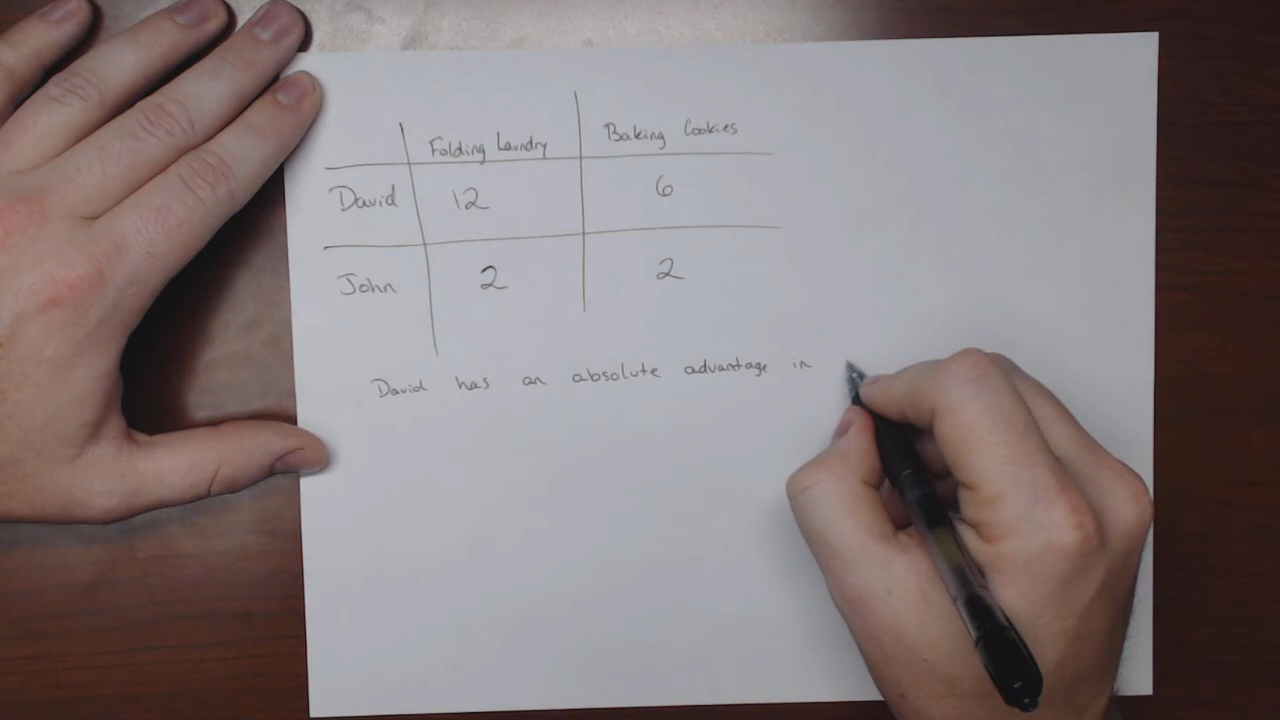 Folding Laundry Baking Cookies
David 12 6
John 2 2
David has an absolute advantage in